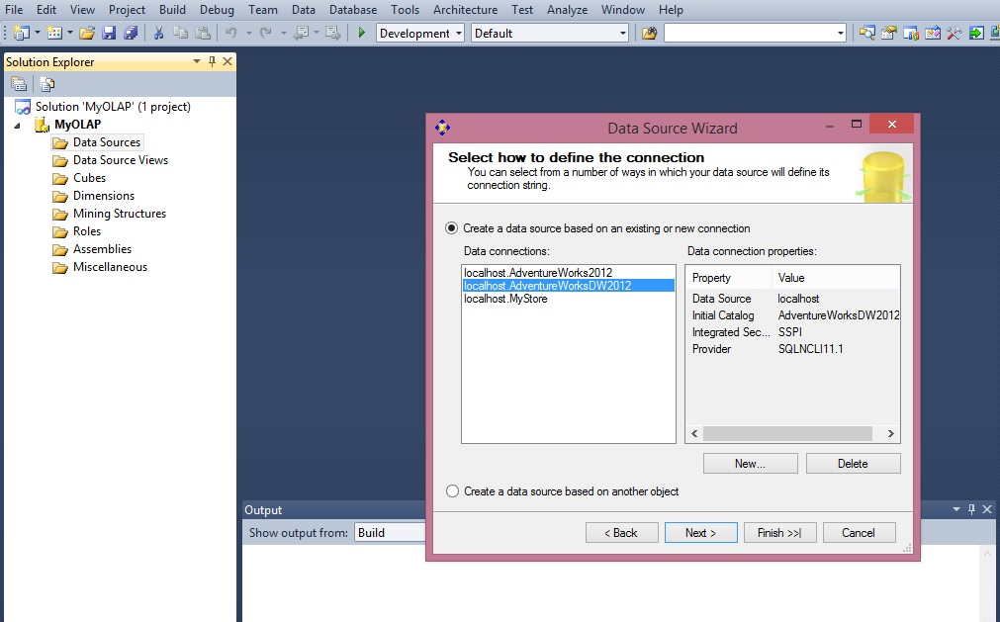 File Edit View Project Build Debug Team Data Database Tools Architecture Test Analyze Window Help
Development Default
Solution Explorer
Solution 'MyOLAP' (1 project)
MyOLAP
Data Sources
Data Source Views
Cubes
Dimensions
Mining Structures
Roles
Assemblies
Miscellaneous
Data Source Wizard
Select how to define the connection
You can select from a number of ways in which your data source will define its
connection string.
Create a data source based on an existing or new connection
Data connections:
localhost.AdventureWorks2012
localhost.AdventureWorksDW2012
localhost.MyStore
Data connection properties:
Property Value
Data Source localhost
Initial Catalog AdventureWorksDW2012
Integrated Sec... SSPI
Provider SQLNCLI11.1
New... Delete
Create a data source based on another object
< Back Next > Finish >>| Cancel
Output
Show output from: Build